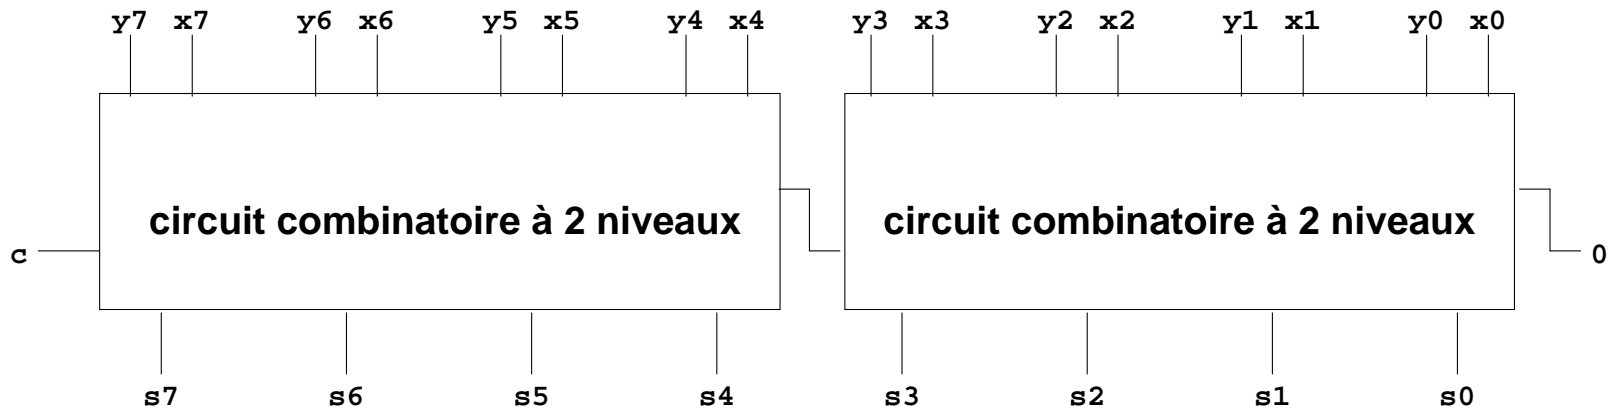 y7 x7 y6 x6 y5 x5 y4 x4 y3 x3 y2 x2 y1 x1 y0 x0
circuit combinatoire à 2 niveaux circuit combinatoire à 2 niveaux
c 0
s7 s6 s5 s4 s3 s2 s1 s0